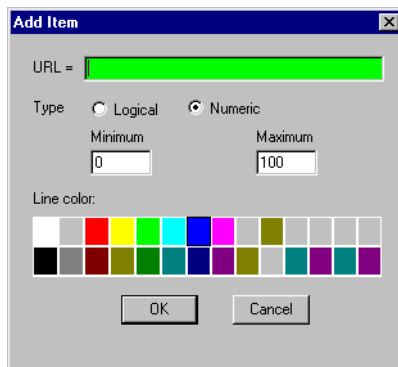 Add Item
URL =
Type Logical Numeric
Minimum Maximum
0 100
Line color:
OK Cancel